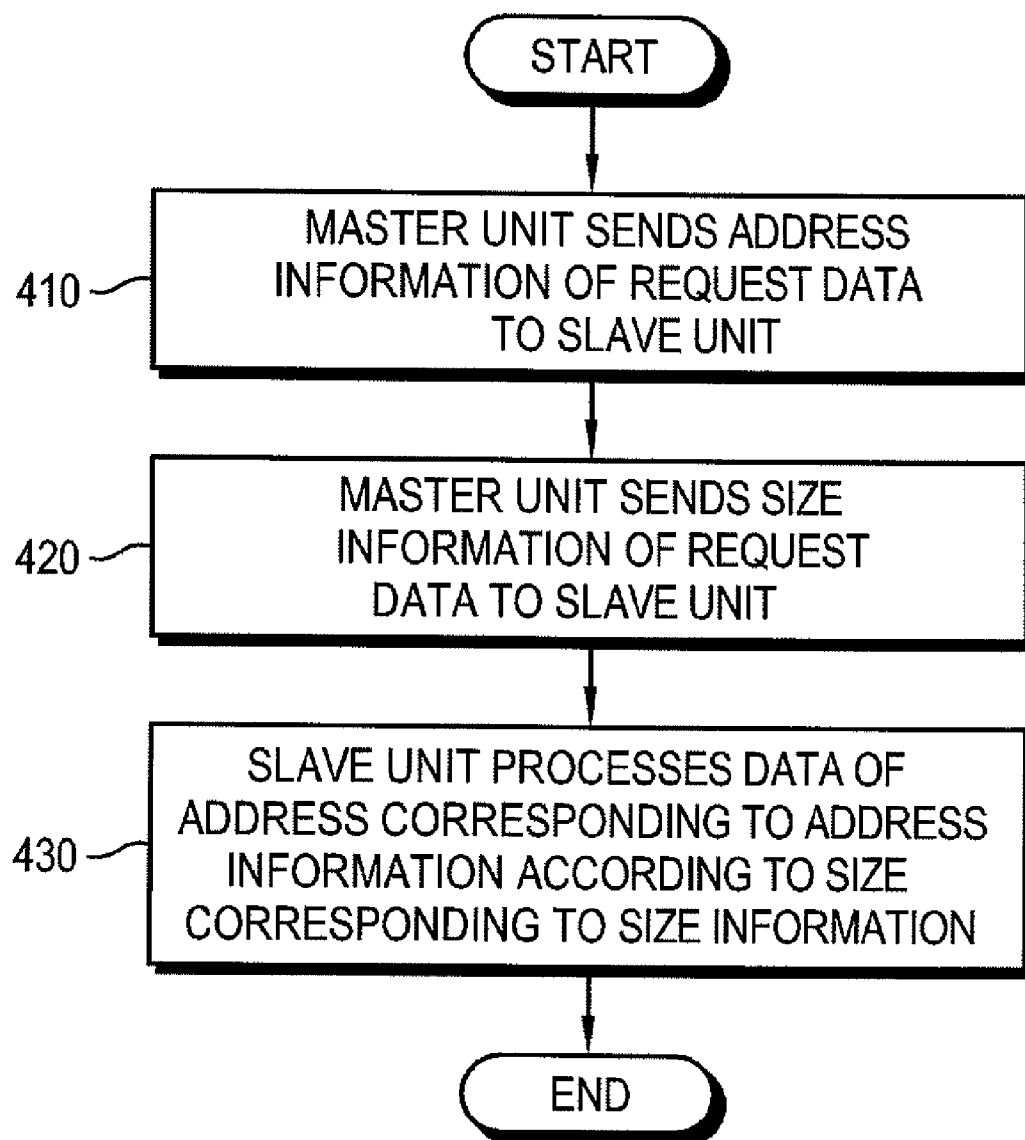 START
MASTER UNIT SENDS ADDRESS
INFORMATION OF REQUEST DATA
TO SLAVE UNIT
410
MASTER UNIT SENDS SIZE
INFORMATION OF REQUEST
DATA TO SLAVE UNIT
420
SLAVE UNIT PROCESSES DATA OF
ADDRESS CORRESPONDING TO ADDRESS
INFORMATION ACCORDING TO SIZE
CORRESPONDING TO SIZE INFORMATION
430
END